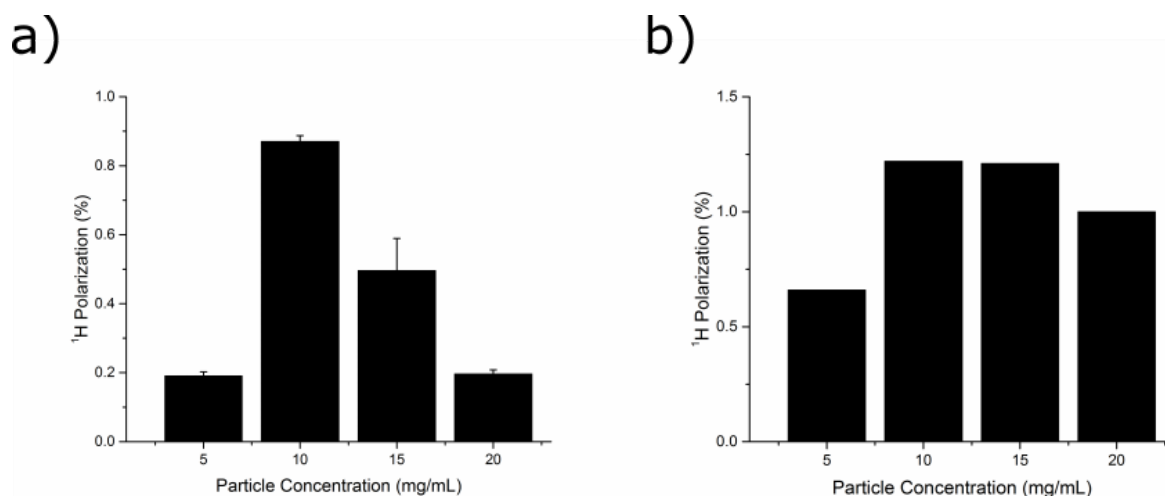 a)
1.0
0.8
0.6
0.4
0.2
0.0
¹H Polarization (%)
5 10 15 20
Particle Concentration (mg/mL)
b)
1.5
1.0
0.5
0.0
¹H Polarization (%)
5 10 15 20
Particle Concentration (mg/mL)